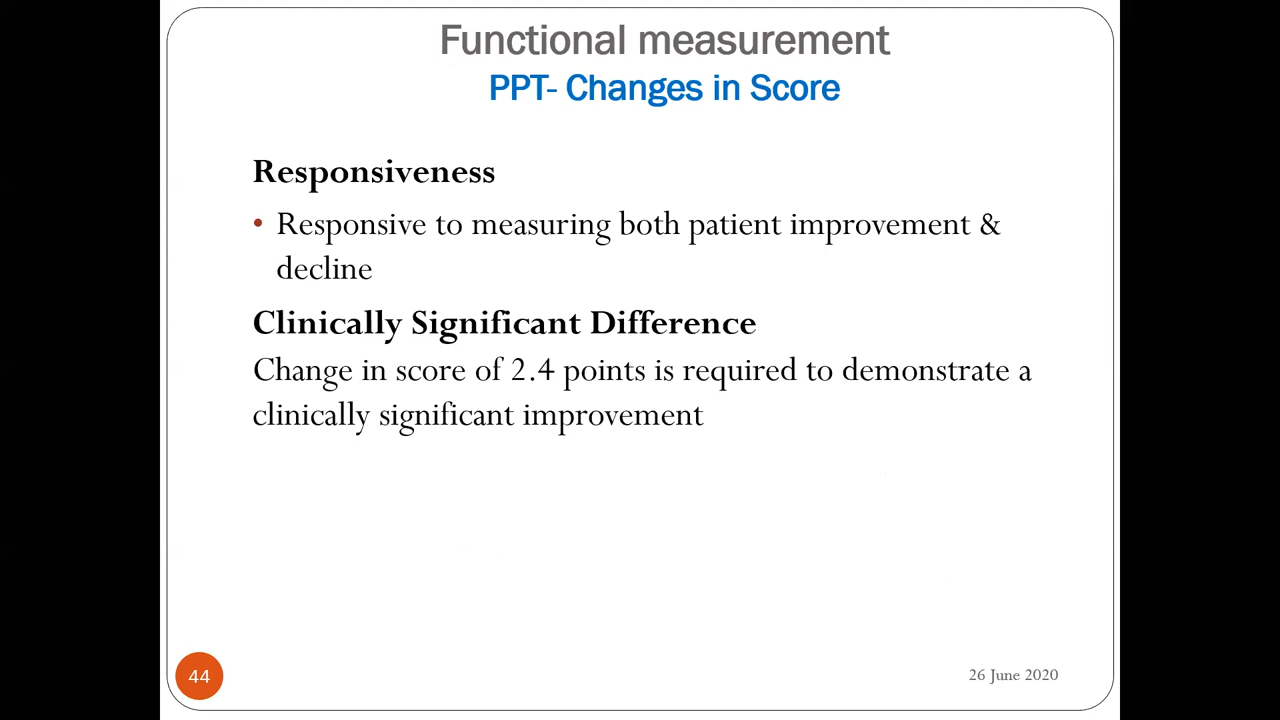 Functional measurement
PPT- Changes in Score
Responsiveness
• Responsive to measuring both patient improvement &
decline
Clinically Significant Difference
Change in score of 2.4 points is required to demonstrate a
clinically significant improvement
44
26 June 2020